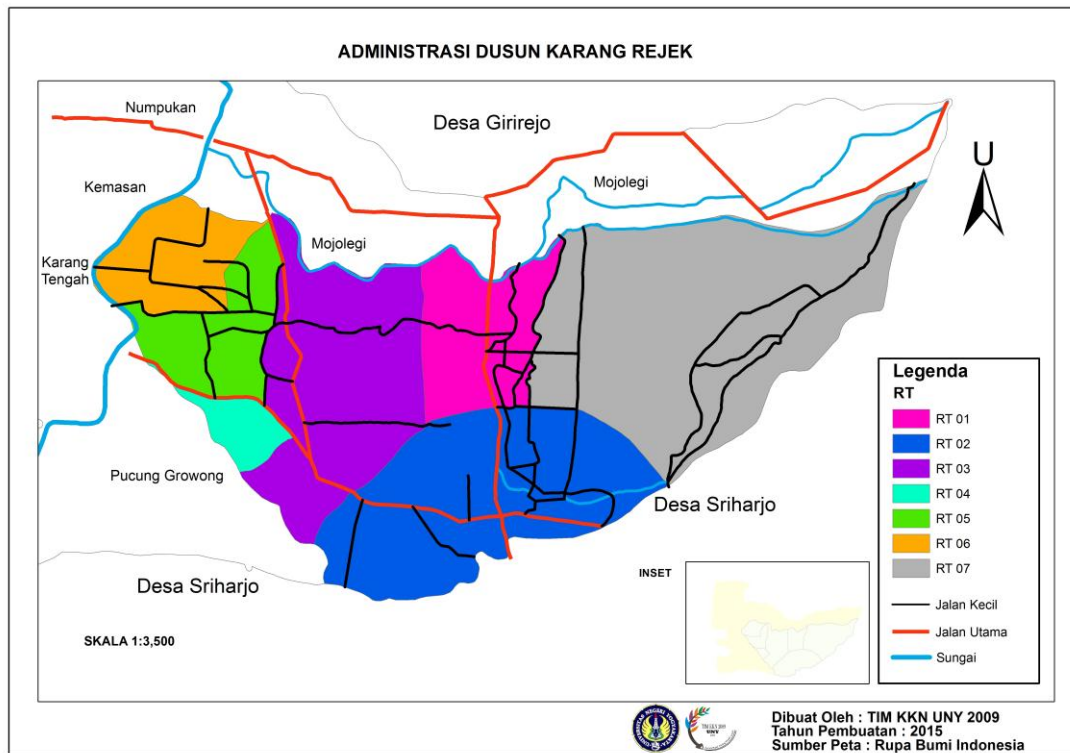 ADMINISTRASI DUSUN KARANG REJEK
Numpukan
Desa Girirejo
U
Kemasan
Mojolegi
Karang
Tengah
Mojolegi
Pucung Growong
Desa Sriharjo
Desa Sriharjo
SKALA 1:3,500
INSET
Legenda
RT
RT 01
RT 02
RT 03
RT 04
RT 05
RT 06
RT 07
Jalan Kecil
Jalan Utama
Sungai
Dibuat Oleh : TIM KKN UNY 2009
Tahun Pembuatan : 2015
Sumber Peta : Rupa Bumi Indonesia